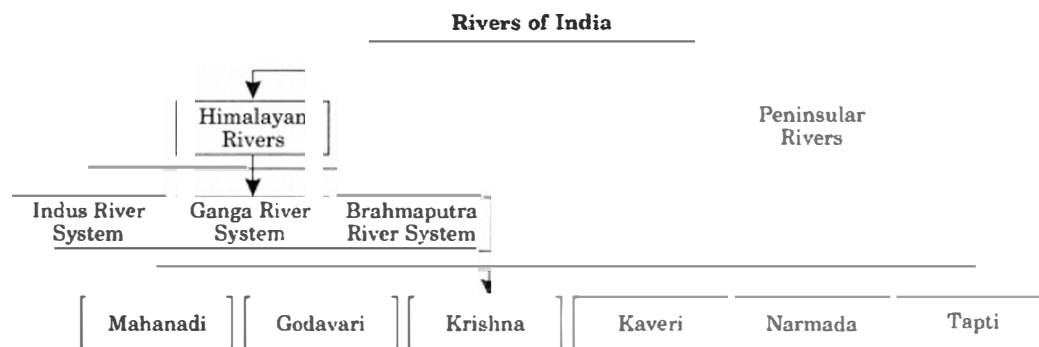 Rivers of India
Himalayan
Rivers
Peninsular
Rivers
Indus River
System
Ganga River
System
Brahmaputra
River System
Mahanadi
Godavari
Krishna
Kaveri
Narmada
Tapti